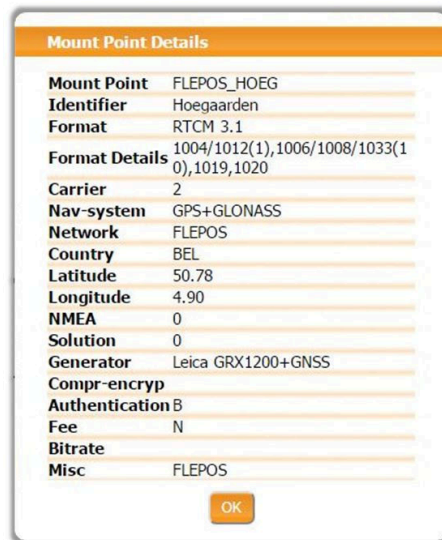 Mount Point Details
Mount Point FLEPOS_HOEG
Identifier Hoegaarden
Format RTCM 3.1
Format Details 1004/1012(1),1006/1008/1033(1
0),1019,1020
Carrier 2
Nav-system GPS+GLONASS
Network FLEPOS
Country BEL
Latitude 50.78
Longitude 4.90
NMEA 0
Solution 0
Generator Leica GRX1200+GNSS
Compr-encryp
Authentication B
Fee N
Bitrate
Misc FLEPOS
OK